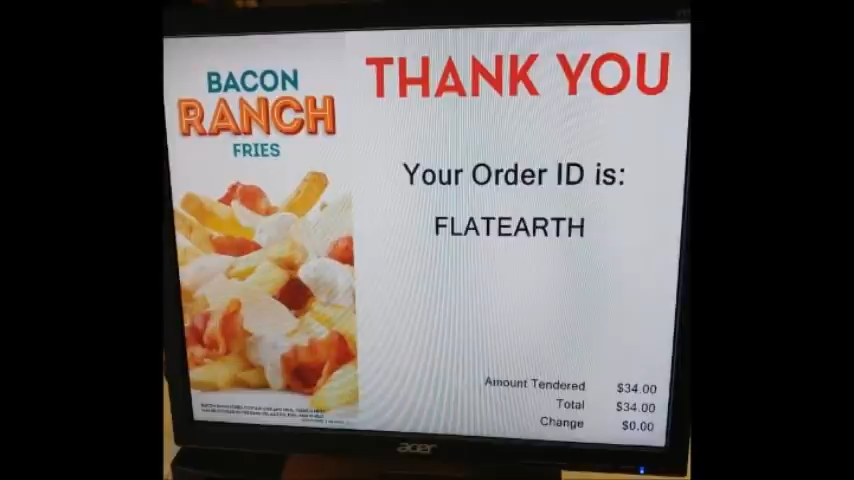 BACON
RANCH
FRIES
THANK YOU
Your Order ID is:
FLATEARTH
Amount Tendered $34.00
Total $34.00
Change $0.00
acer